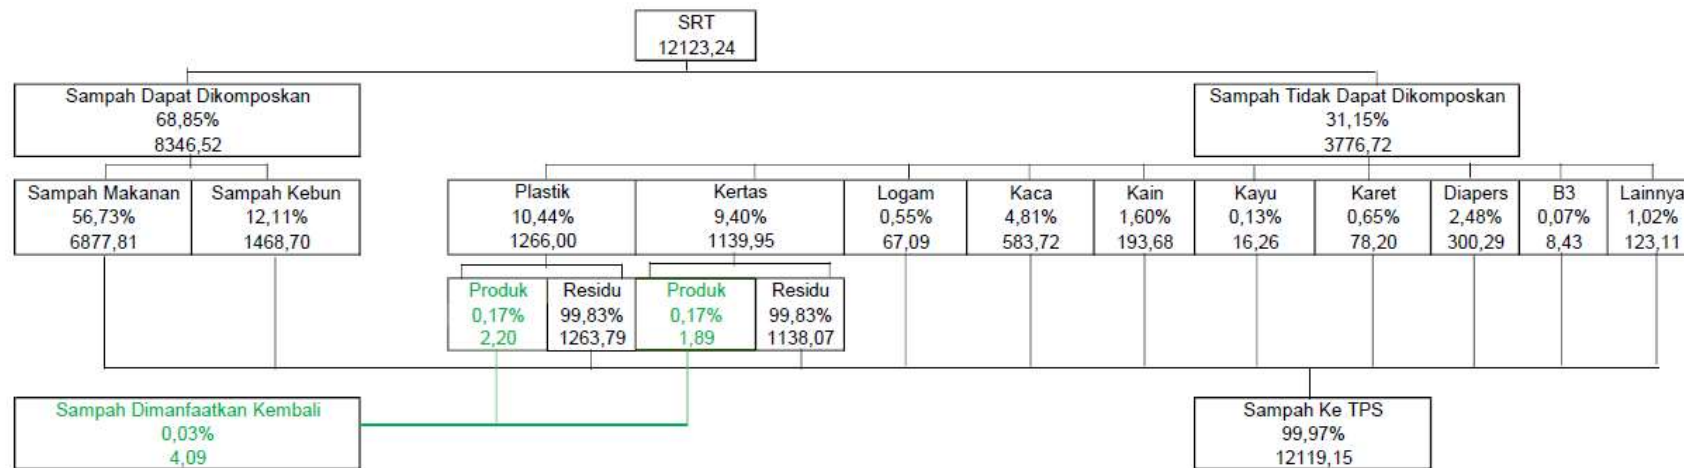 SRT
12123,24
Sampah Dapat Dikomposkan
68,85%
8346,52
Sampah Tidak Dapat Dikomposkan
31,15%
3776,72
Sampah Makanan
56,73%
6877,81
Sampah Kebun
12,11%
1468,70
Plastik
10,44%
1266,00
Kertas
9,40%
1139,95
Logam
0,55%
67,09
Kaca
4,81%
583,72
Kain
1,60%
193,68
Kayu
0,13%
16,26
Karet
0,65%
78,20
Diapers
2,48%
300,29
B3
0,07%
8,43
Lainnya
1,02%
123,11
Produk
0,17%
2,20
Residu
99,83%
1263,79
Produk
0,17%
1,89
Residu
99,83%
1138,07
Sampah Dimanfaatkan Kembali
0,03%
4,09
Sampah Ke TPS
99,97%
12119,15